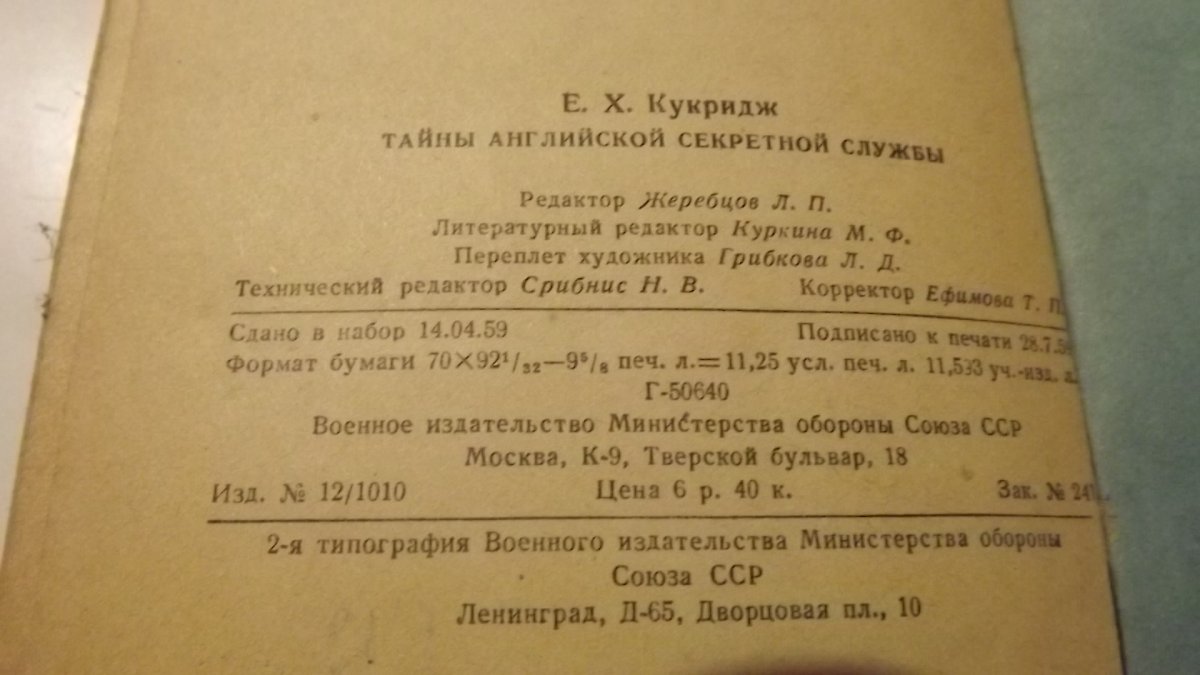 Е. Х. Кукридж
ТАЙНЫ АНГЛИЙСКОЙ СЕКРЕТНОЙ СЛУЖБЫ
Редактор Жеребцов Л. П.
Литературный редактор Куркина М. Ф.
Переплет художника Грибкова Л. Д.
Технический редактор Срибнис Н. В. Корректор Ефимова Т. П.
Сдано в набор 14.04.59 Подписано к печати
Формат бумаги 70×92¹/₃₂—9⁵/₈ печ. л.=11,25 усл. печ. л. 11,533 уч.-изд. л.
Г-50640
Военное издательство Министерства обороны Союза ССР
Москва, К-9, Тверской бульвар, 18
Изд. № 12/1010 Цена 6 р. 40 к. Зак. №
2-я типография Военного издательства Министерства обороны
Союза ССР
Ленинград, Д-65, Дворцовая пл., 10